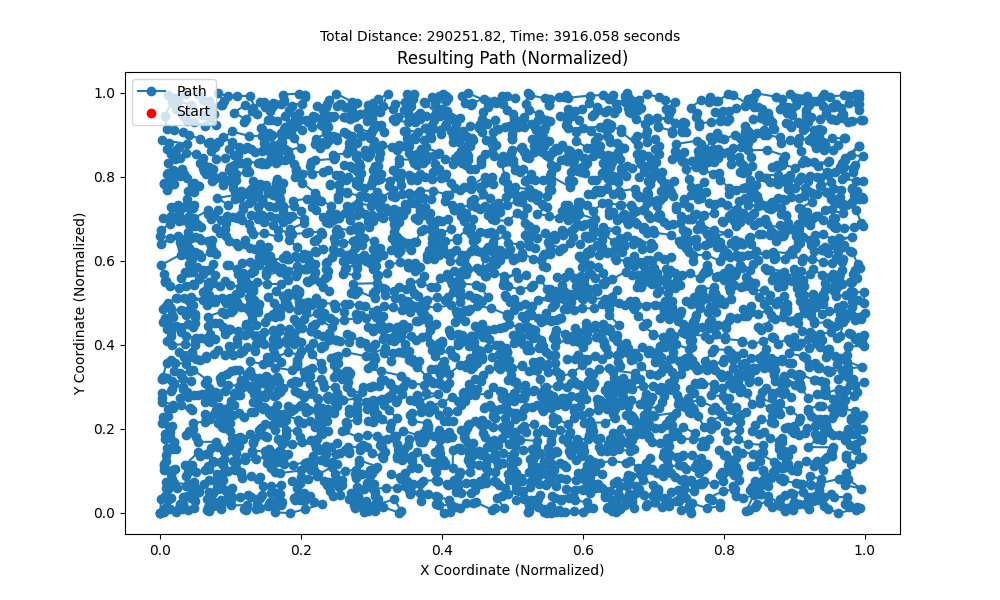 Total Distance: 290251.82, Time: 3916.058 seconds
Resulting Path (Normalized)
Path
Start
1.0
0.8
0.6
0.4
0.2
0.0
Y Coordinate (Normalized)
0.0 0.2 0.4 0.6 0.8 1.0
X Coordinate (Normalized)